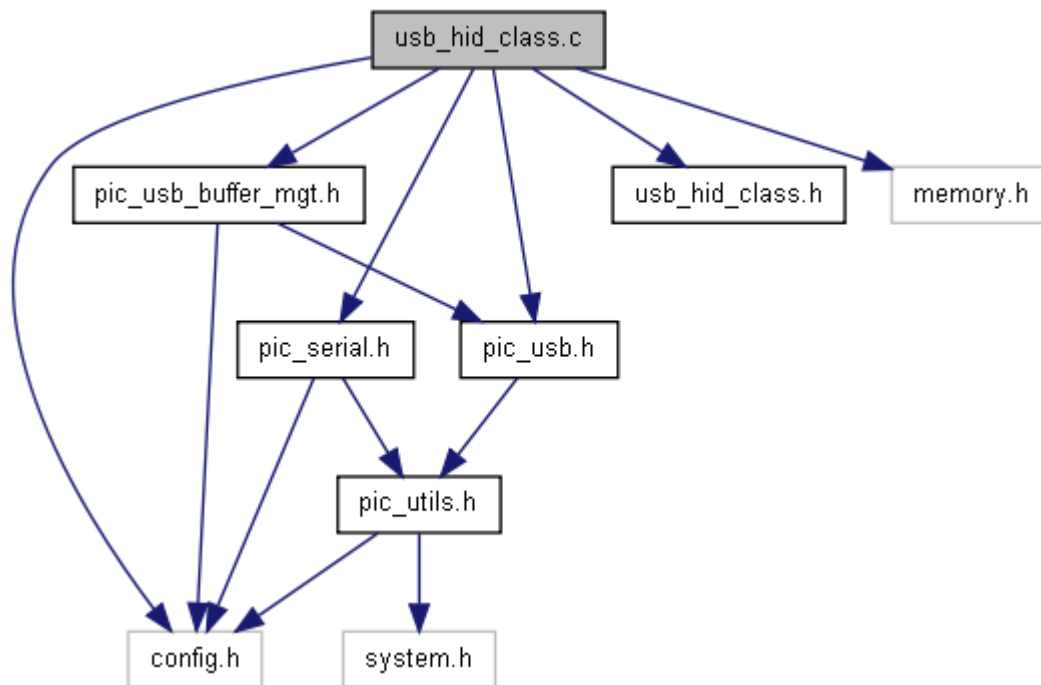 usb_hid_class.c
pic_usb_buffer_mgt.h
usb_hid_class.h
memory.h
pic_serial.h
pic_usb.h
pic_utils.h
config.h
system.h